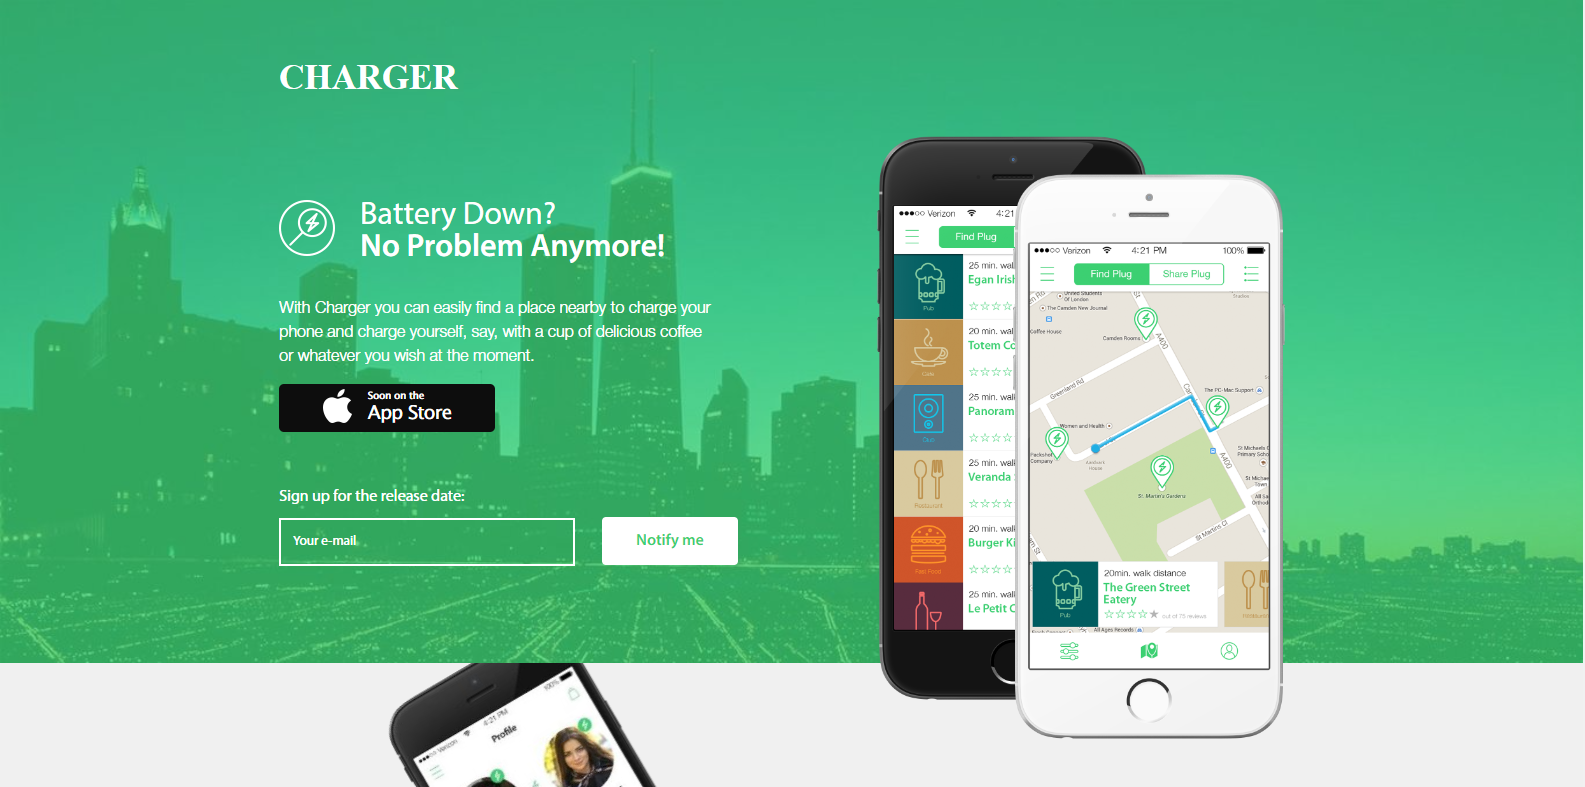 CHARGER
Battery Down?
No Problem Anymore!
With Charger you can easily find a place nearby to charge your
phone and charge yourself, say, with a cup of delicious coffee
or whatever you wish at the moment.
Soon on the
App Store
Sign up for the release date:
Your e-mail
Notify me
Verizon 4:21
Find Plug
25 min. wal
Egan Irish
Pub
20 min. wal
Totem Co
Cafe
25 min. wal
Panoram
Club
25 min. wal
Veranda
Restaurant
20 min. wal
Burger Ki
Fast Food
25 min. wal
Le Petit C
Verizon 4:21 PM 100%
Find Plug Share Plug
United Students
Of London
The Camden New Journal
Coffee House
Camden Rooms
A400
Greenland Rd
The PC-Mac Support
Women and Health
Packshot
Company
St Michaels C
Primary Scho
A400
St Michae
Town
All Sa
Orthod
St. Martin's Gardens
St Martins Cl
20min. walk distance
The Green Street
Eatery
Pub
out of 75 reviews
Restaurant
All Ages Records
Verizon 4:21 PM 100%
Profile